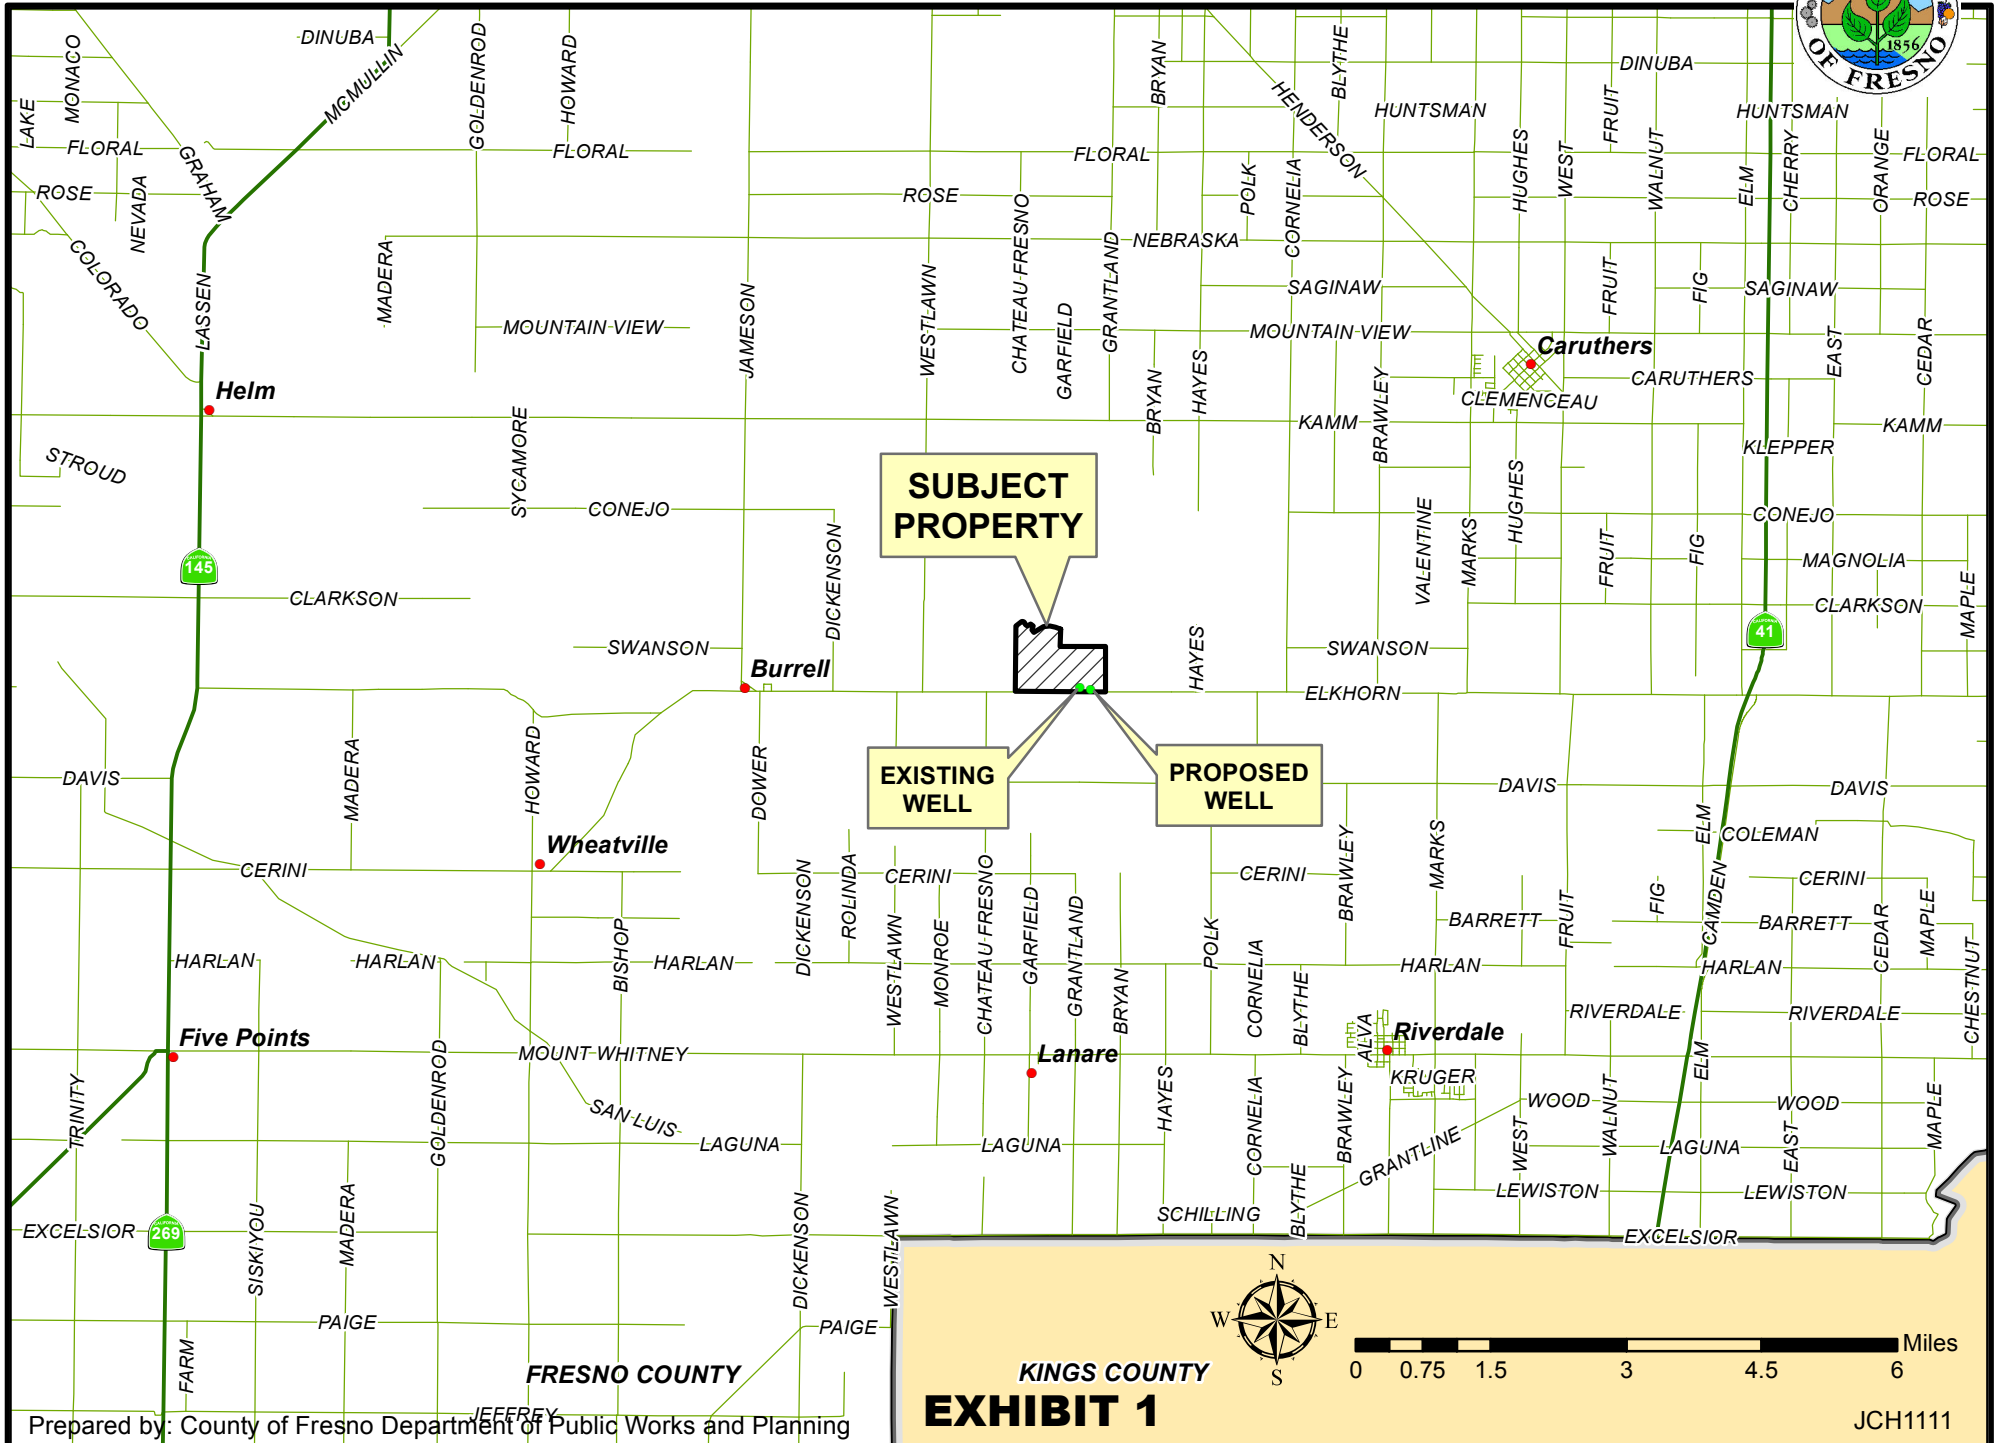 DINUBA
MCMULLIN
GOLDENROD
HOWARD
MONACO
LAKE
FLORAL
GRAHAM
ROSE
NEVADA
COLORADO
LASSEN
MADERA
FLORAL
MOUNTAIN VIEW
JAMESON
BRYAN
BLYTHE
HENDERSON
HUNTSMAN
DINUBA
FRUIT
HUNTSMAN
1856
OF FRESNO
FLORAL
ROSE
CHATEAU FRESNO
WESTLAWN
GARFIELD
GRANTLAND
NEBRASKA
POLK
CORNELIA
HUGHES
WEST
WALNUT
ELM
CHERRY
ORANGE
FLORAL
ROSE
SAGINAW
MOUNTAIN VIEW
FRUIT
FIG
SAGINAW
EAST
CEDAR
BRYAN
HAYES
BRAWLEY
Caruthers
CARUTHERS
CLEMENCEAU
KAMM
KAMM
KLEPPER
Helm
STROUD
SYCAMORE
CONEJO
DICKENSON
SUBJECT
PROPERTY
VALENTINE
MARKS
HUGHES
FRUIT
FIG
CONEJO
MAGNOLIA
CLARKSON
MAPLE
CALIFORNIA
145
CLARKSON
SWANSON
Burrell
HAYES
SWANSON
ELKHORN
CALIFORNIA
41
DAVIS
MADERA
HOWARD
DOWER
EXISTING
WELL
PROPOSED
WELL
DAVIS
DAVIS
ELM
COLEMAN
Wheatville
CERINI
DICKENSON
ROLINDA
CERINI
WESTLAWN
MONROE
CHATEAU FRESNO
GARFIELD
GRANTLAND
BRYAN
POLK
CERINI
BRAWLEY
MARKS
BARRETT
FRUIT
FIG
CAMDEN
CERINI
BARRETT
CEDAR
MAPLE
CHESTNUT
HARLAN
HARLAN
BISHOP
HARLAN
CORNELIA
BLYTHE
HARLAN
HARLAN
RIVERDALE
RIVERDALE
Five Points
TRINITY
GOLDENROD
MOUNT WHITNEY
SAN LUIS
LAGUNA
Lanare
LAGUNA
HAYES
CORNELIA
ALVA
Riverdale
KRUGER
BRAWLEY
GRANTLINE
WOOD
WEST
WALNUT
ELM
LAGUNA
WOOD
EAST
MAPLE
LEWISTON
LEWISTON
EXCELSIOR
CALIFORNIA
269
SISKIYOU
MADERA
DICKENSON
WESTLAWN
SCHILLING
BLYTHE
EXCELSIOR
PAIGE
PAIGE
FARM
JEFFREY
FRESNO COUNTY
KINGS COUNTY
N
W
E
S
Miles
0 0.75 1.5 3 4.5 6
EXHIBIT 1
Prepared by: County of Fresno Department of Public Works and Planning
JCH1111